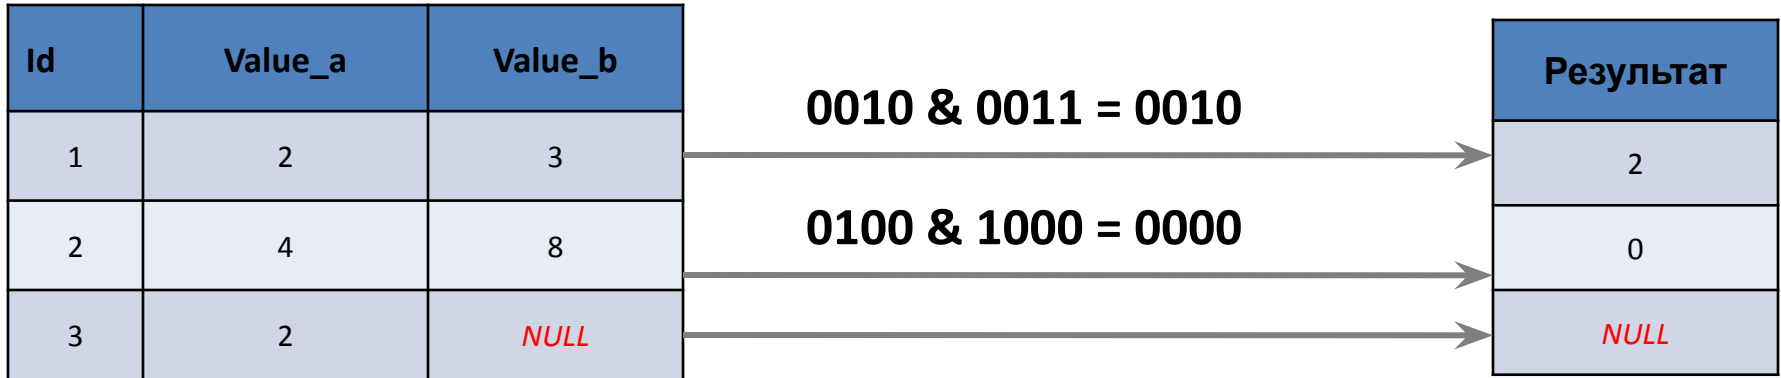 Id Value_a Value_b
1 2 3
2 4 8
3 2 NULL
0010 & 0011 = 0010
0100 & 1000 = 0000
Результат
2
0
NULL